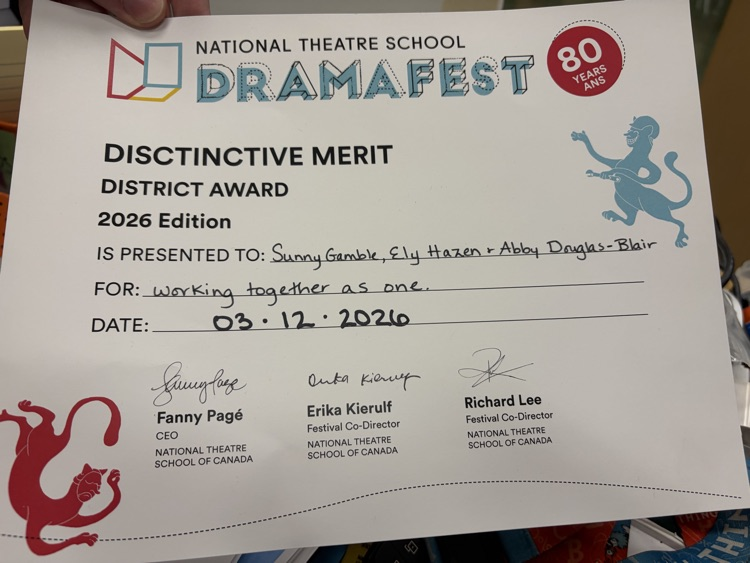 NATIONAL THEATRE SCHOOL
DRAMAFEST
80
YEARS
ANS
DISCTINCTIVE MERIT
DISTRICT AWARD
2026 Edition
IS PRESENTED TO: Sunny Gamble, Ely Hazen + Abby Douglas-Blair
FOR: working together as one.
DATE: 03 · 12 · 2026
Fanny Pagé
Erika Kierulf
Richard Lee
CEO
Festival Co-Director
Festival Co-Director
NATIONAL THEATRE
SCHOOL OF CANADA
NATIONAL THEATRE
SCHOOL OF CANADA
NATIONAL THEATRE
SCHOOL OF CANADA